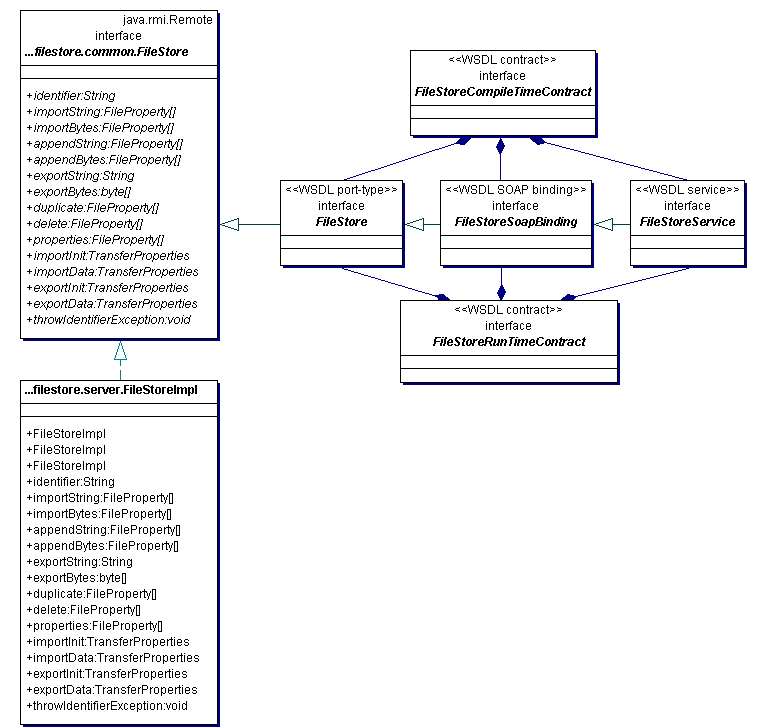 java.rmi.Remote
interface
...filestore.common.FileStore
+identifier:String
+importString:FileProperty[]
+importBytes:FileProperty[]
+appendString:FileProperty[]
+appendBytes:FileProperty[]
+exportString:String
+exportBytes:byte[]
+duplicate:FileProperty[]
+delete:FileProperty[]
+properties:FileProperty[]
+importInit:TransferProperties
+importData:TransferProperties
+exportInit:TransferProperties
+exportData:TransferProperties
+throwIdentifierException:void
...filestore.server.FileStoreImpl
+FileStoreImpl
+FileStoreImpl
+FileStoreImpl
+identifier:String
+importString:FileProperty[]
+importBytes:FileProperty[]
+appendString:FileProperty[]
+appendBytes:FileProperty[]
+exportString:String
+exportBytes:byte[]
+duplicate:FileProperty[]
+delete:FileProperty[]
+properties:FileProperty[]
+importInit:TransferProperties
+importData:TransferProperties
+exportInit:TransferProperties
+exportData:TransferProperties
+throwIdentifierException:void
<<WSDL contract>>
interface
FileStoreCompileTimeContract
<<WSDL port-type>>
interface
FileStore
<<WSDL SOAP binding>>
interface
FileStoreSoapBinding
<<WSDL service>>
interface
FileStoreService
<<WSDL contract>>
interface
FileStoreRunTimeContract